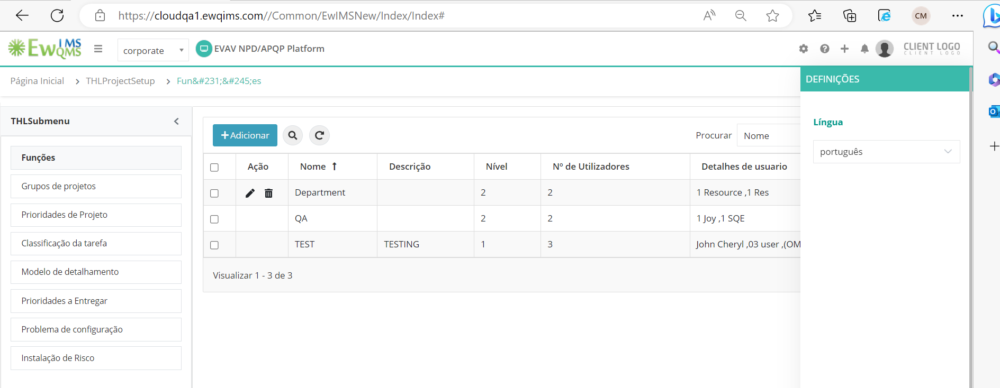 https://cloudqa1.ewqims.com//Common/EwIMSNew/Index/Index#
CM
EwIMS QMS
corporate
EVAV NPD/APQP Platform
CLIENT LOGO
CLIENT LOGO
Página Inicial > THLProjectSetup > Fun&#231;&#245;es
DEFINIÇÕES
Língua
português
THLSubmenu
Funções
Grupos de projetos
Prioridades de Projeto
Classificação da tarefa
Modelo de detalhamento
Prioridades a Entregar
Problema de configuração
Instalação de Risco
+Adicionar
Procurar
Nome
Ação Nome Descrição Nível Nº de Utilizadores Detalhes de usuario
Department 2 2 1 Resource ,1 Res
QA 2 2 1 Joy ,1 SQE
TEST TESTING 1 3 John Cheryl ,03 user ,(OM
Visualizar 1 - 3 de 3